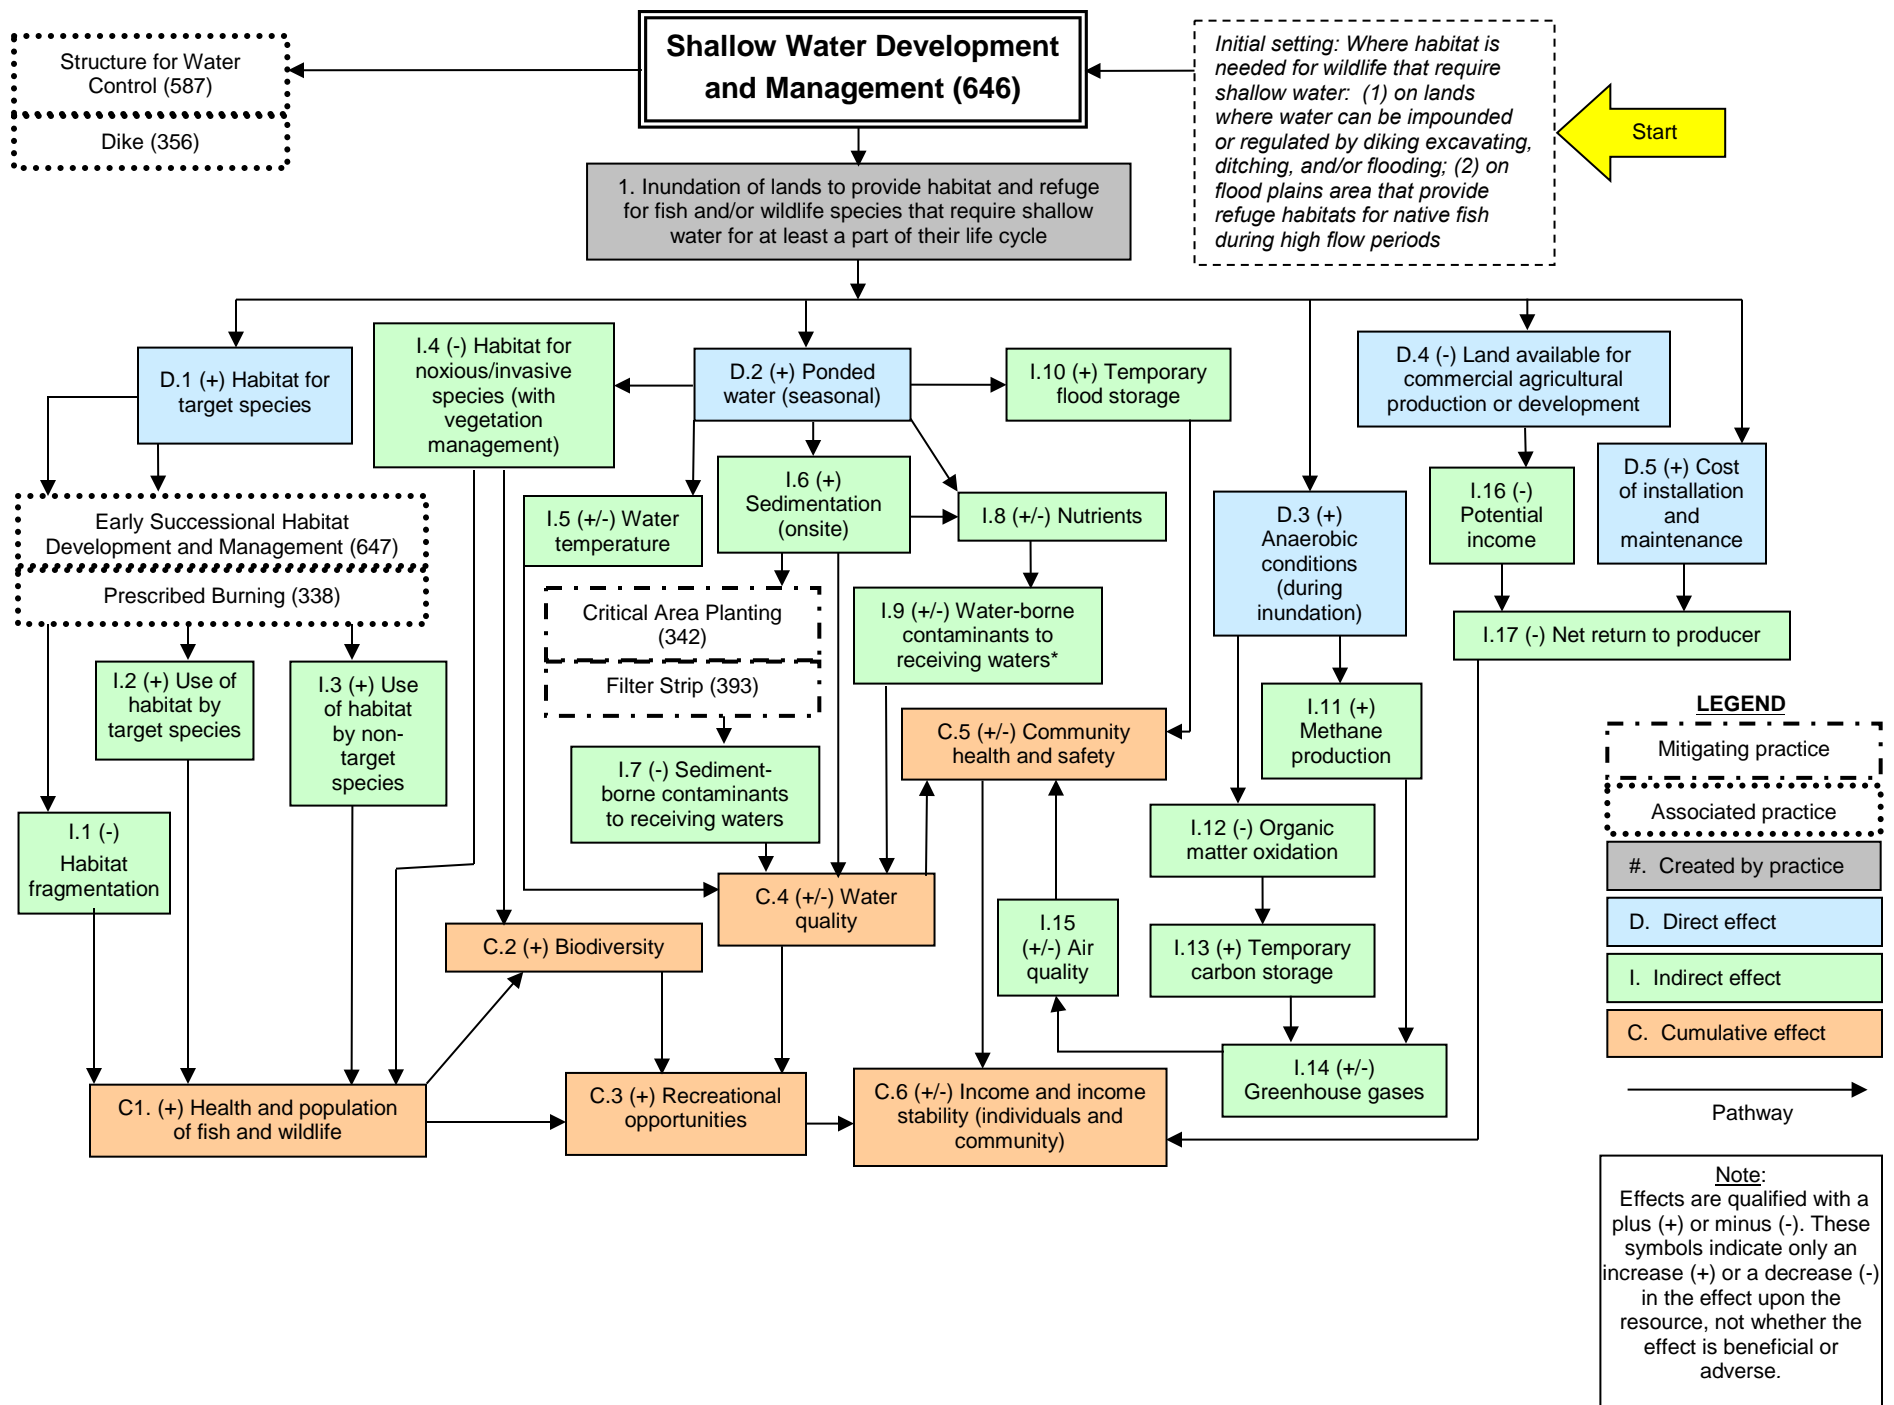 Shallow Water Development
and Management (646)
Structure for Water
Control (587)
Dike (356)
Initial setting: Where habitat is
needed for wildlife that require
shallow water:  (1) on lands
where water can be impounded
or regulated by diking excavating,
ditching, and/or flooding; (2) on
flood plains area that provide
refuge habitats for native fish
during high flow periods
Start
1. Inundation of lands to provide habitat and refuge
for fish and/or wildlife species that require shallow
water for at least a part of their life cycle
D.1 (+) Habitat for
target species
I.4 (-) Habitat for
noxious/invasive
species (with
vegetation
management)
D.2 (+) Ponded
water (seasonal)
I.10 (+) Temporary
flood storage
D.4 (-) Land available for
commercial agricultural
production or development
I.5 (+/-) Water
temperature
I.6 (+)
Sedimentation
(onsite)
I.8 (+/-) Nutrients
D.3 (+)
Anaerobic
conditions
(during
inundation)
I.16 (-)
Potential
income
D.5 (+) Cost
of installation
and
maintenance
Early Successional Habitat
Development and Management (647)
Prescribed Burning (338)
Critical Area Planting
(342)
Filter Strip (393)
I.9 (+/-) Water-borne
contaminants to
receiving waters*
I.17 (-) Net return to producer
I.2 (+) Use of
habitat by
target species
I.3 (+) Use
of habitat
by non-
target
species
I.7 (-) Sediment-
borne contaminants
to receiving waters
C.5 (+/-) Community
health and safety
I.11 (+)
Methane
production
I.1 (-)
Habitat
fragmentation
I.12 (-) Organic
matter oxidation
C.4 (+/-) Water
quality
C.2 (+) Biodiversity
I.15
(+/-) Air
quality
I.13 (+) Temporary
carbon storage
I.14 (+/-)
Greenhouse gases
C1. (+) Health and population
of fish and wildlife
C.3 (+) Recreational
opportunities
C.6 (+/-) Income and income
stability (individuals and
community)
LEGEND
Mitigating practice
Associated practice
#.  Created by practice
D.  Direct effect
I.  Indirect effect
C.  Cumulative effect
Pathway
Note:
Effects are qualified with a
plus (+) or minus (-). These
symbols indicate only an
increase (+) or a decrease (-)
in the effect upon the
resource, not whether the
effect is beneficial or
adverse.